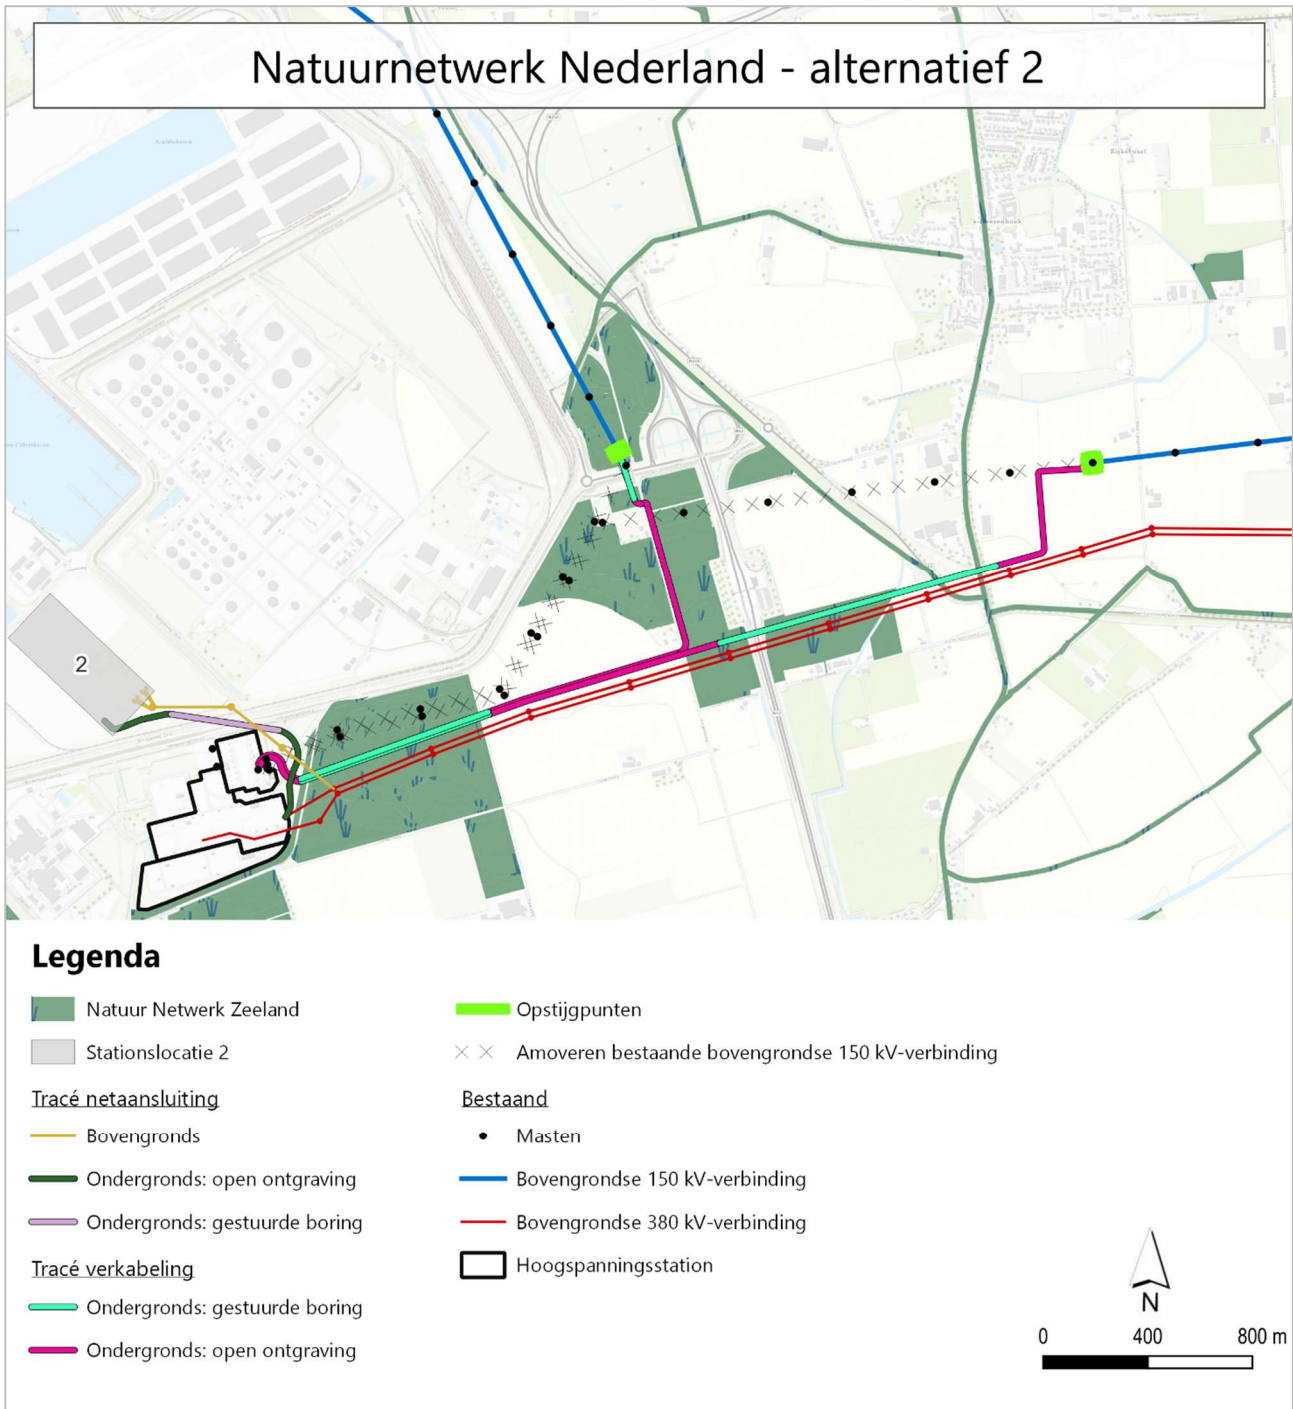 Natuurnetwerk Nederland - alternatief 2
2
Legenda
Natuur Netwerk Zeeland
Stationslocatie 2
Tracé netaansluiting
Bovengronds
Ondergronds: open ontgraving
Ondergronds: gestuurde boring
Tracé verkabeling
Ondergronds: gestuurde boring
Ondergronds: open ontgraving
Opstijgpunten
Amoveren bestaande bovengrondse 150 kV-verbinding
Bestaand
Masten
Bovengrondse 150 kV-verbinding
Bovengrondse 380 kV-verbinding
Hoogspanningsstation
N
0 400 800 m